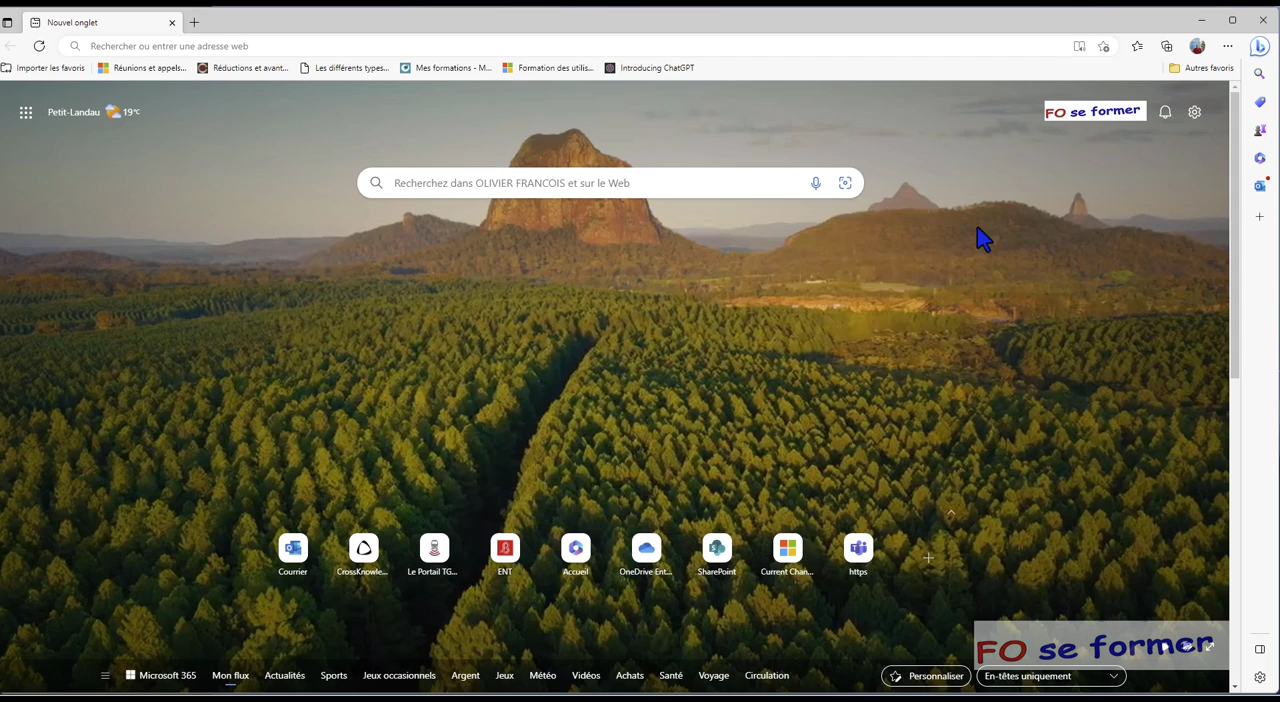 Nouvel onglet
Rechercher ou entrer une adresse web
Importer les favoris
Réunions et appels...
Réductions et avant...
Les différents types...
Mes formations - M...
Formation des utilis...
Introducing ChatGPT
Autres favoris
Petit-Landau
19°C
FO se former
Recherchez dans OLIVIER FRANCOIS et sur le Web
Courrier
CrossKnowle...
Le Portail TG...
ENT
Accueil
OneDrive Ent...
SharePoint
Current Chan...
https
FO se former
Microsoft 365
Mon flux
Actualités
Sports
Jeux occasionnels
Argent
Jeux
Météo
Vidéos
Achats
Santé
Voyage
Circulation
Personnaliser
En-têtes uniquement